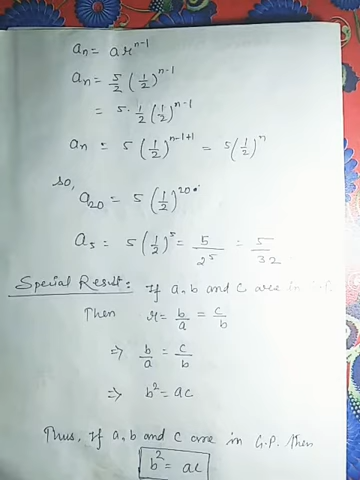 an = ar^(n-1)
an = 5/2 (1/2)^(n-1)
= 5 . 1/2 (1/2)^(n-1)
an = 5 (1/2)^(n-1+1) = 5 (1/2)^n
so,
a20 = 5 (1/2)^20.
a5 = 5 (1/2)^5 = 5/2^5 = 5/32
Special Result: If a, b and c are in G.P.
Then r = b/a = c/b
⇒ b/a = c/b
⇒ b² = ac
Thus, If a, b and c are in G.P. then
b² = ac